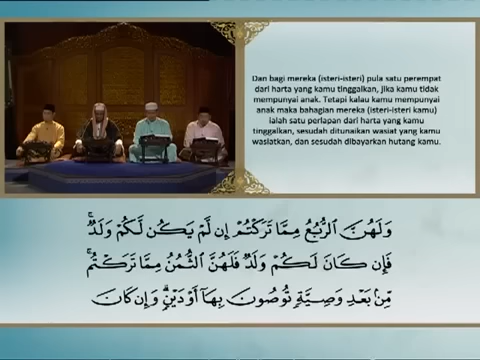 Dan bagi mereka (isteri-isteri) pula satu perempat
dari harta yang kamu tinggalkan, jika kamu tidak
mempunyai anak. Tetapi kalau kamu mempunyai
anak maka bahagian mereka (isteri-isteri kamu)
ialah satu perlapan dari harta yang kamu
tinggalkan, sesudah ditunaikan wasiat yang kamu
wasiatkan, dan sesudah dibayarkan hutang kamu.
وَلَهُنَّ ٱلرُّبُعُ مِمَّا تَرَكْتُمْ إِن لَّمْ يَكُن لَّكُمْ وَلَدٌ ۚ
فَإِن كَانَ لَكُمْ وَلَدٌ فَلَهُنَّ ٱلثُّمُنُ مِمَّا تَرَكْتُم ۚ
مِّنۢ بَعْدِ وَصِيَّةٍ تُوصُونَ بِهَآ أَوْ دَيْنٍ ۗ وَإِن كَانَ